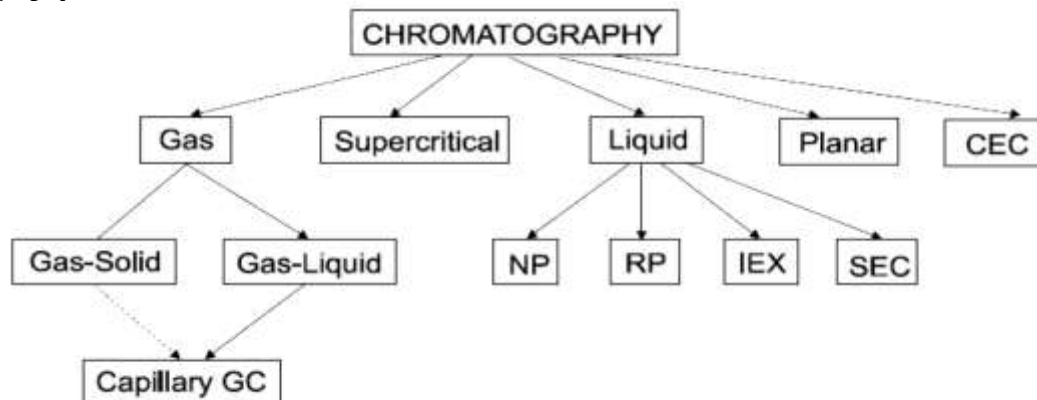 CHROMATOGRAPHY
Gas
Supercritical
Liquid
Planar
CEC
Gas-Solid
Gas-Liquid
NP
RP
IEX
SEC
Capillary GC